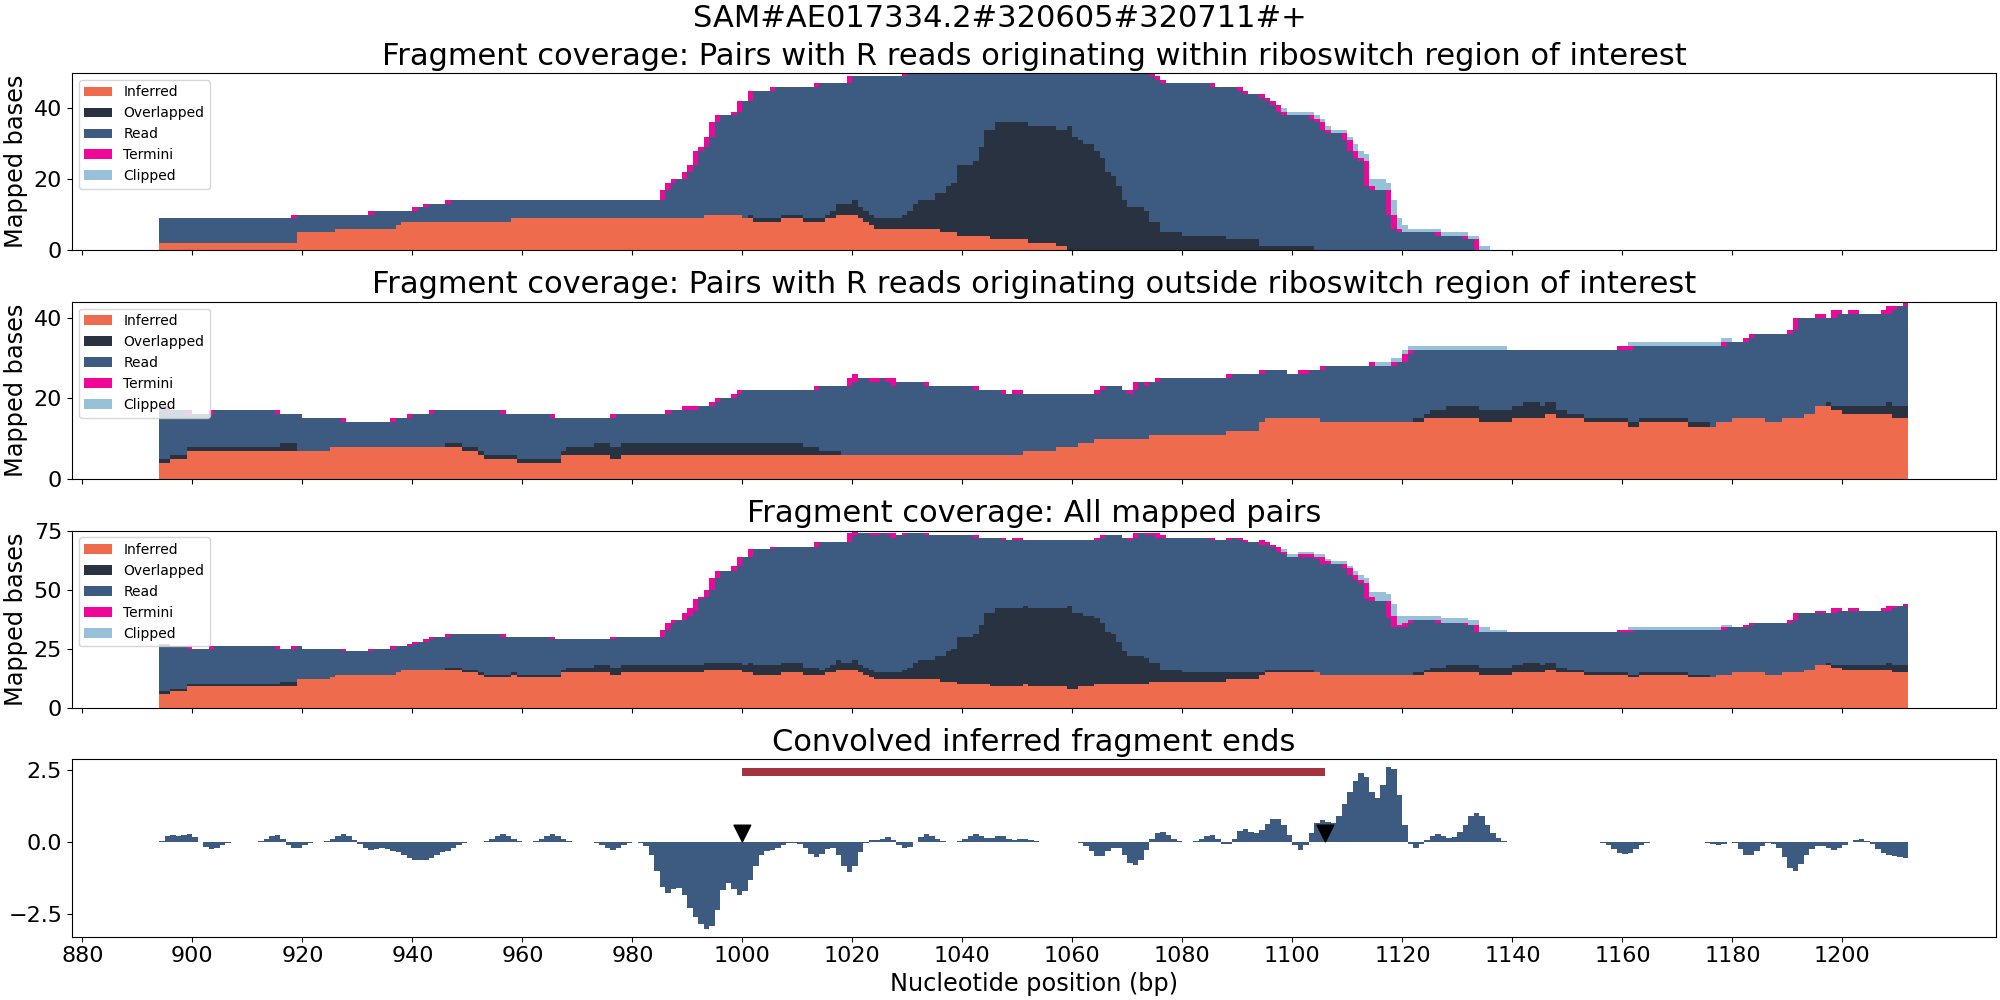 SAM#AE017334.2#320605#320711#+
Fragment coverage: Pairs with R reads originating within riboswitch region of interest
Mapped bases
40
20
0
Inferred
Overlapped
Read
Termini
Clipped
Fragment coverage: Pairs with R reads originating outside riboswitch region of interest
Mapped bases
40
20
0
Inferred
Overlapped
Read
Termini
Clipped
Fragment coverage: All mapped pairs
Mapped bases
75
50
25
0
Inferred
Overlapped
Read
Termini
Clipped
Convolved inferred fragment ends
2.5
0.0
−2.5
880 900 920 940 960 980 1000 1020 1040 1060 1080 1100 1120 1140 1160 1180 1200
Nucleotide position (bp)